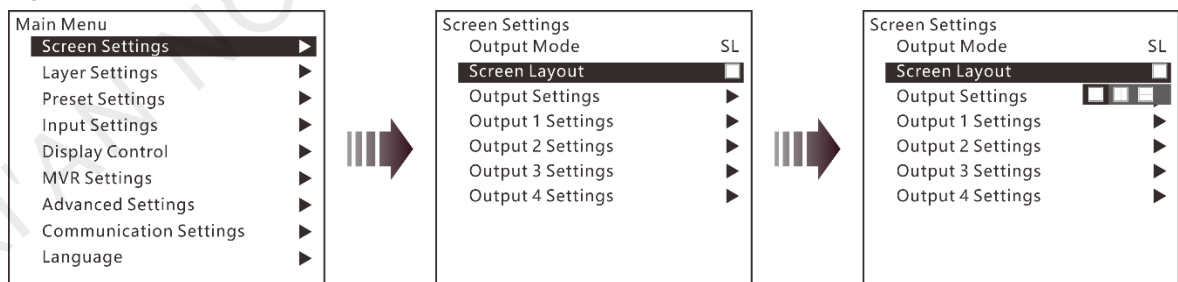 Main Menu
Screen Settings
Layer Settings
Preset Settings
Input Settings
Display Control
MVR Settings
Advanced Settings
Communication Settings
Language
Screen Settings
Output Mode SL
Screen Layout
Output Settings
Output 1 Settings
Output 2 Settings
Output 3 Settings
Output 4 Settings
Screen Settings
Output Mode SL
Screen Layout
Output Settings
Output 1 Settings
Output 2 Settings
Output 3 Settings
Output 4 Settings